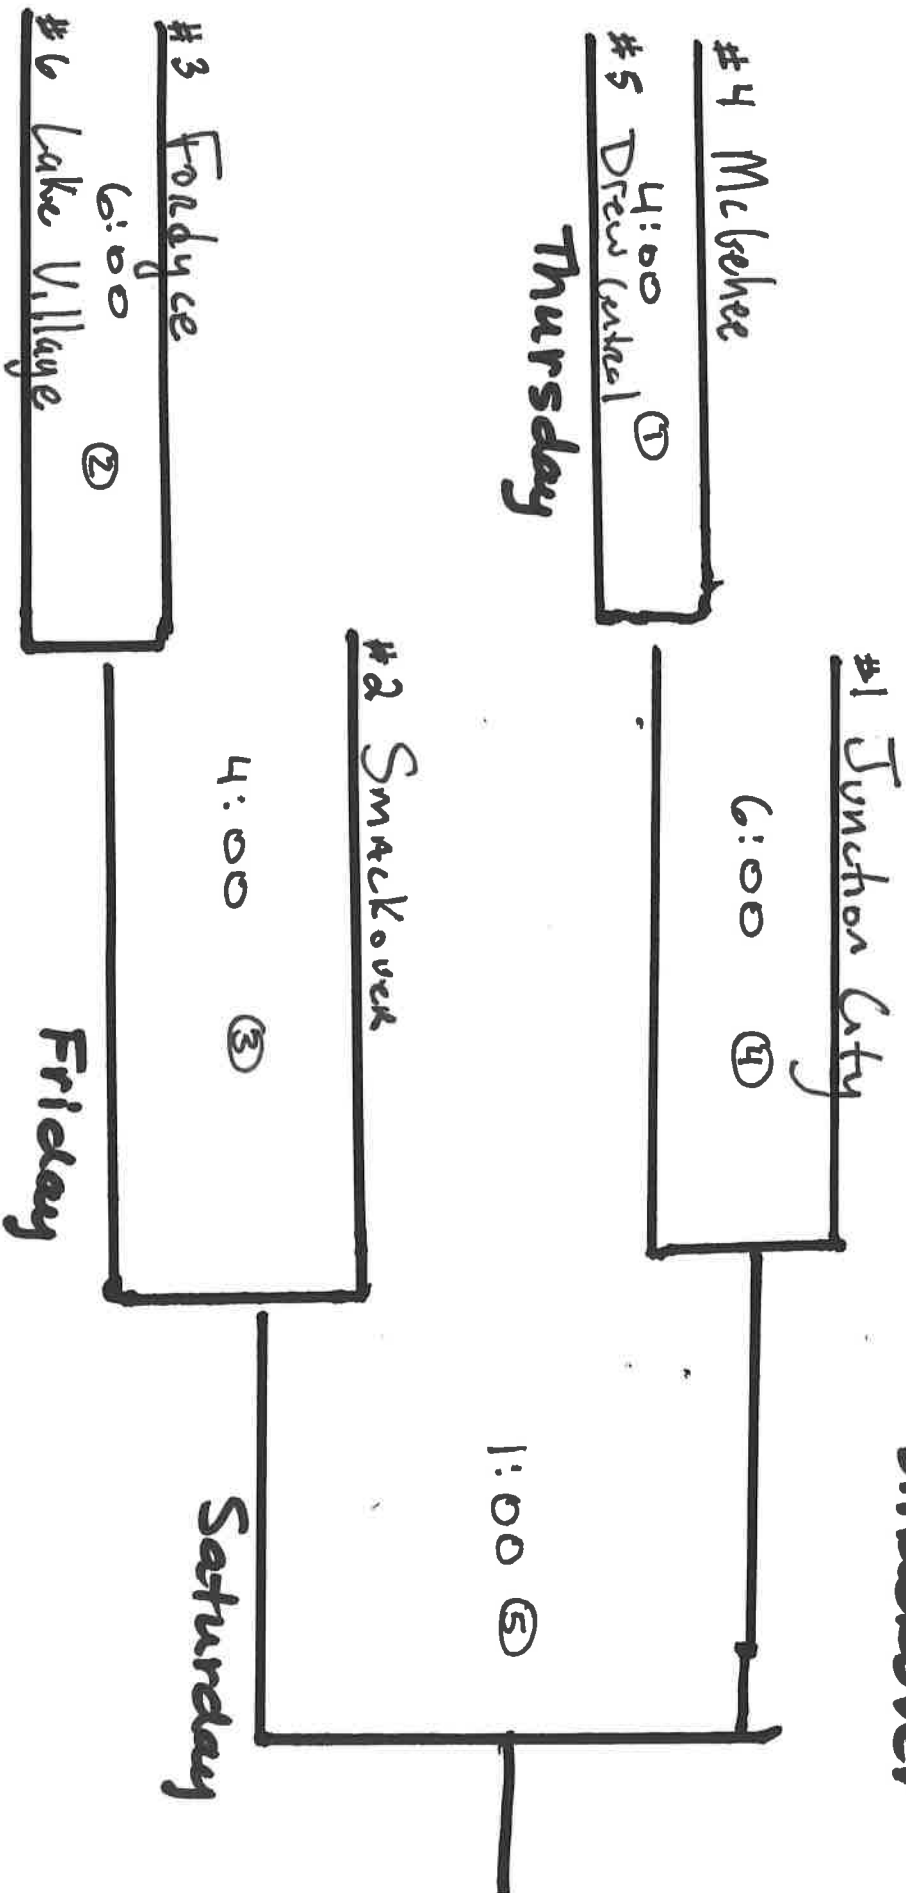 #1 Junction City
6:00 ④
#4 McGehee
4:00 ①
#5 Drew Central
Thursday
1:00 ⑤
#2 Smackover
4:00 ③
#3 Fordyce
6:00 ②
#6 Lake Village
Friday
Saturday